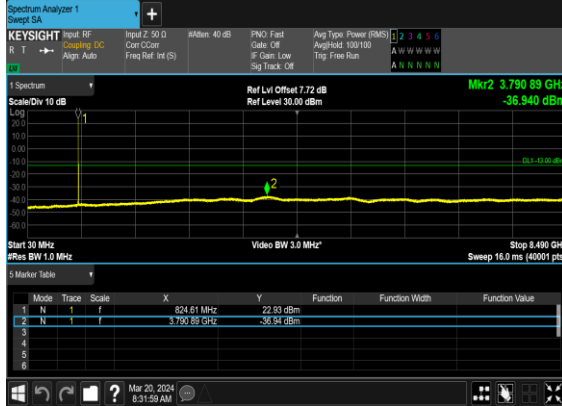 Spectrum Analyzer 1
Swept SA
+
KEYSIGHT Input: RF Input Z: 50 Ω #Atten: 40 dB PNO: Fast Avg Type: Power (RMS) 1 2 3 4 5 6
R T Coupling: DC Corr CCorr Gate: Off Avg|Hold: 100/100 A W W W W W
Align: Auto Freq Ref: Int (S) IF Gain: Low Trig: Free Run
Sig Track: Off A N N N N N
1 Spectrum
Scale/Div 10 dB Ref Lvl Offset 7.72 dB Mkr2 3.790 89 GHz
Ref Level 30.00 dBm -36.940 dBm
Log
20.0
10.0
0.00
-10.0
DL1 -13.00 dBm
-20.0
-30.0
-40.0
-50.0
-60.0
1
2
Start 30 MHz Video BW 3.0 MHz* Stop 8.490 GHz
#Res BW 1.0 MHz Sweep 16.0 ms (40001 pts)
5 Marker Table
Mode Trace Scale X Y Function Function Width Function Value
1 N 1 f 824.61 MHz 22.93 dBm
2 N 1 f 3.790 89 GHz -36.94 dBm
3
4
5
6
? Mar 20, 2024
8:31:59 AM